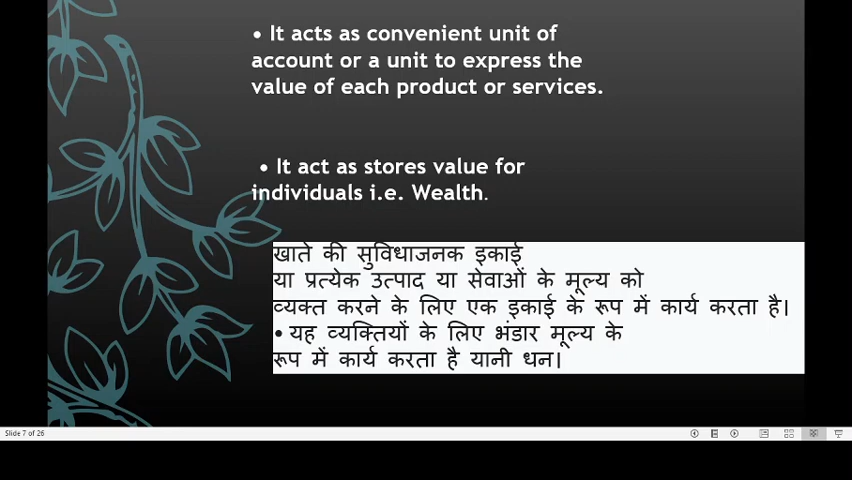 • It acts as convenient unit of
account or a unit to express the
value of each product or services.
• It act as stores value for
individuals i.e. Wealth.
खाते की सुविधाजनक इकाई
या प्रत्येक उत्पाद या सेवाओं के मूल्य को
व्यक्त करने के लिए एक इकाई के रूप में कार्य करता है।
• यह व्यक्तियों के लिए भंडार मूल्य के
रूप में कार्य करता है यानी धन।
Slide 7 of 26